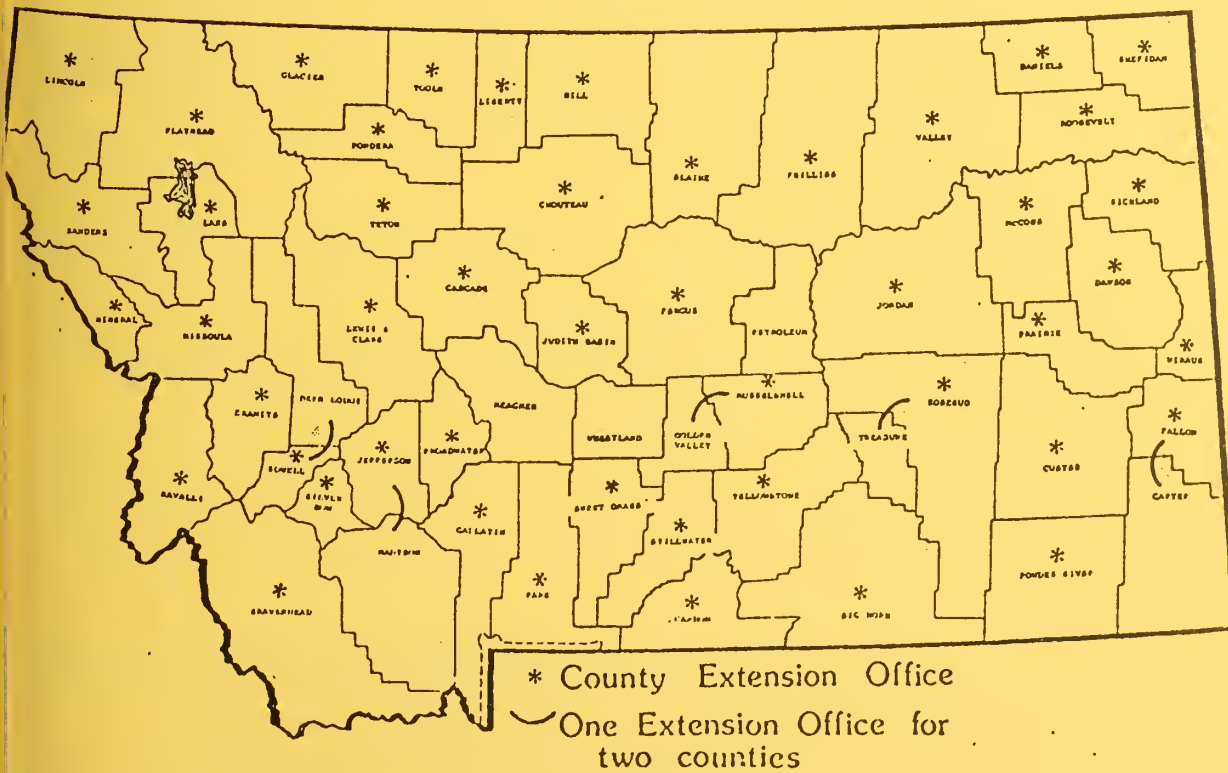 LINCOLN
GLACIER
TOOLE
LIBERTY
HILL
DANIELS
SHERIDAN
FLATHEAD
PONDERA
BLAINE
PHILLIPS
VALLEY
ROOSEVELT
SANDERS
LAKE
TETON
CHOUTEAU
McCONE
RICHLAND
CASCADE
JORDAN
DAWSON
MINERAL
MISSOULA
LEWIS &
CLARK
JUDITH BASIN
FERGUS
PETROLEUM
PRAIRIE
WIBAUX
GRANITE
DEER LODGE
MEAGHER
MUSSELSHELL
ROSEBUD
POWELL
JEFFERSON
BROADWATER
WHEATLAND
GOLDEN
VALLEY
TREASURE
CUSTER
FALLON
RAVALLI
SILVER
BOW
GALLATIN
SWEET GRASS
YELLOWSTONE
CARTER
STILLWATER
MADISON
BEAVERHEAD
PARK
CARBON
BIG HORN
POWDER RIVER
* County Extension Office
One Extension Office for
two counties